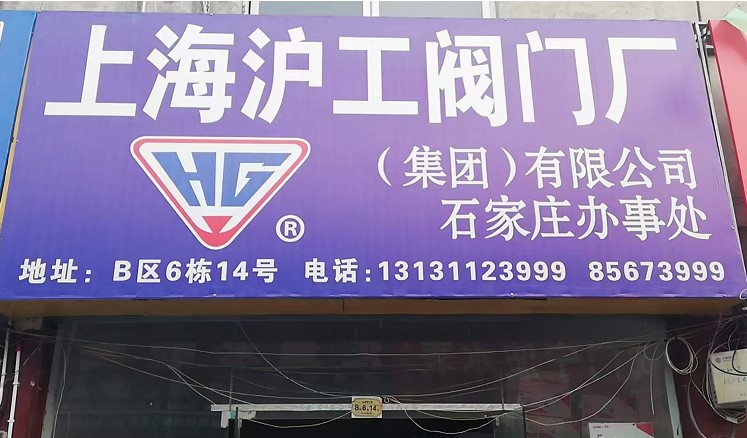 上海沪工阀门厂
HG
®
（集团）有限公司
石家庄办事处
地址：B区6栋14号 电话：13131123999 85673999
B.6.14.